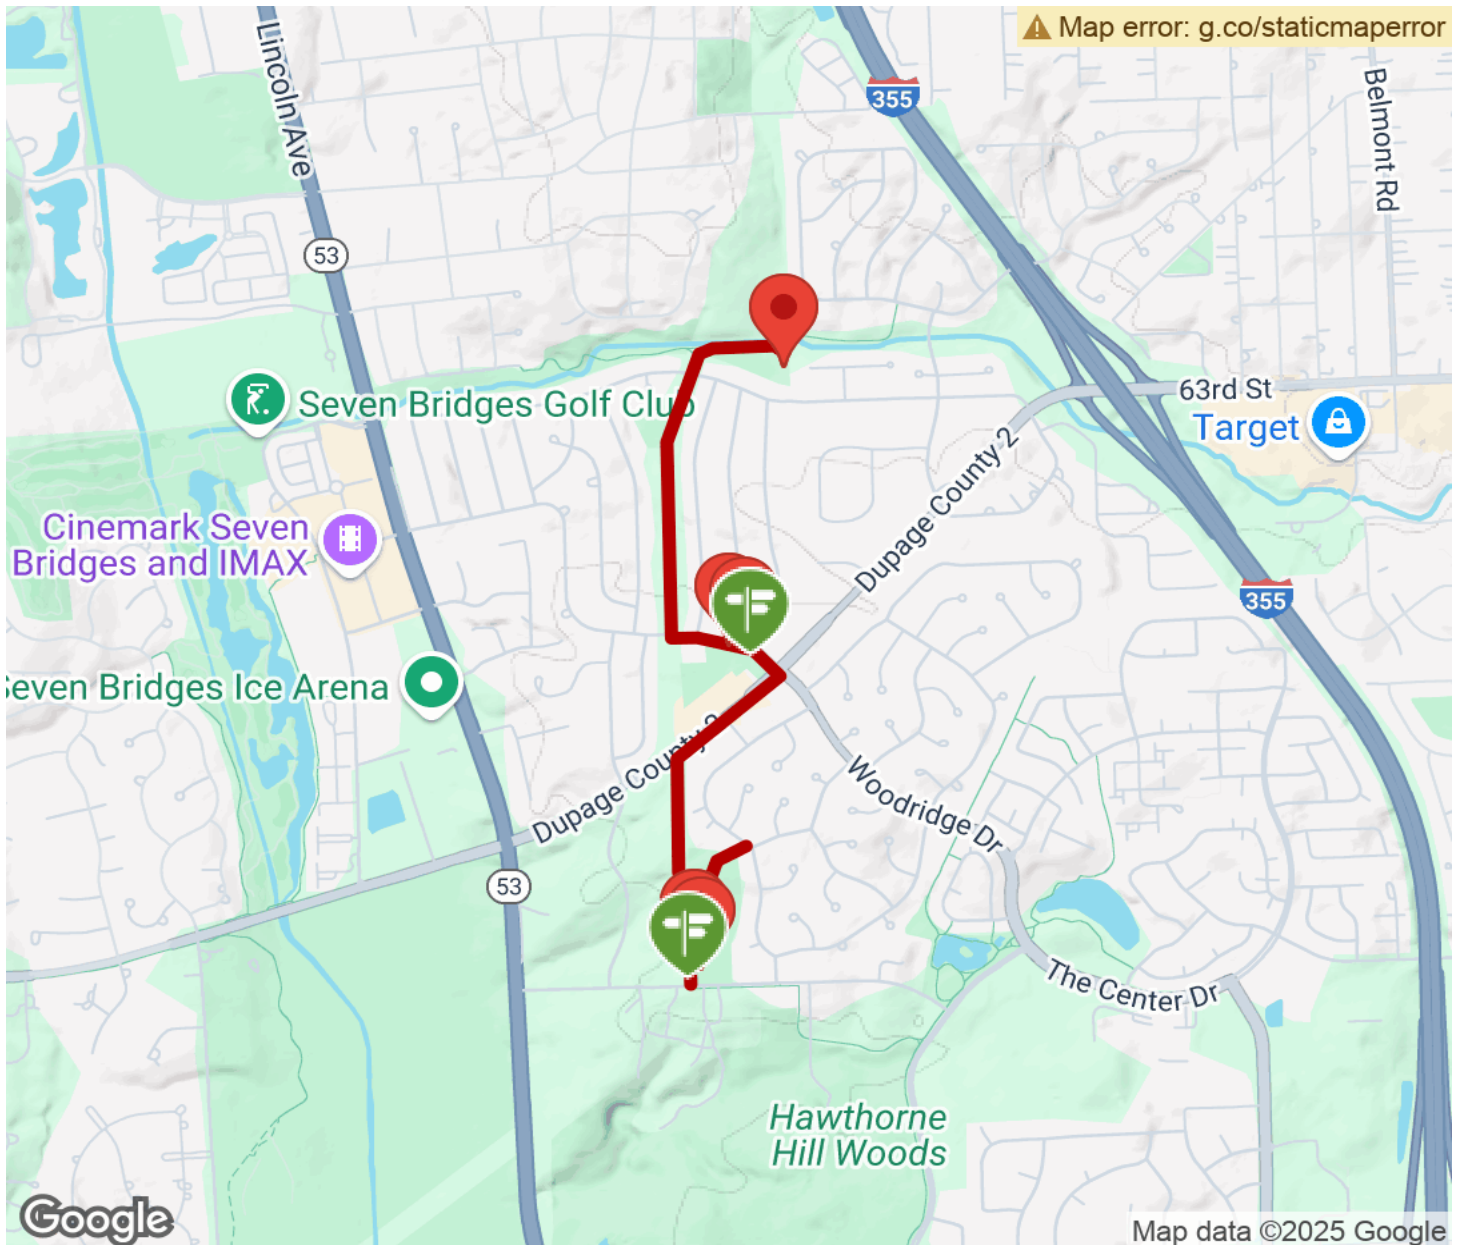 Map error: g.co/staticmaperror
Lincoln Ave
355
Belmont Rd
53
63rd St
Seven Bridges Golf Club
Target
Dupage County 2
Cinemark Seven
Bridges and IMAX
355
Seven Bridges Ice Arena
Dupage County 2
Woodridge Dr
53
The Center Dr
Hawthorne
Hill Woods
Google
Map data ©2025 Google